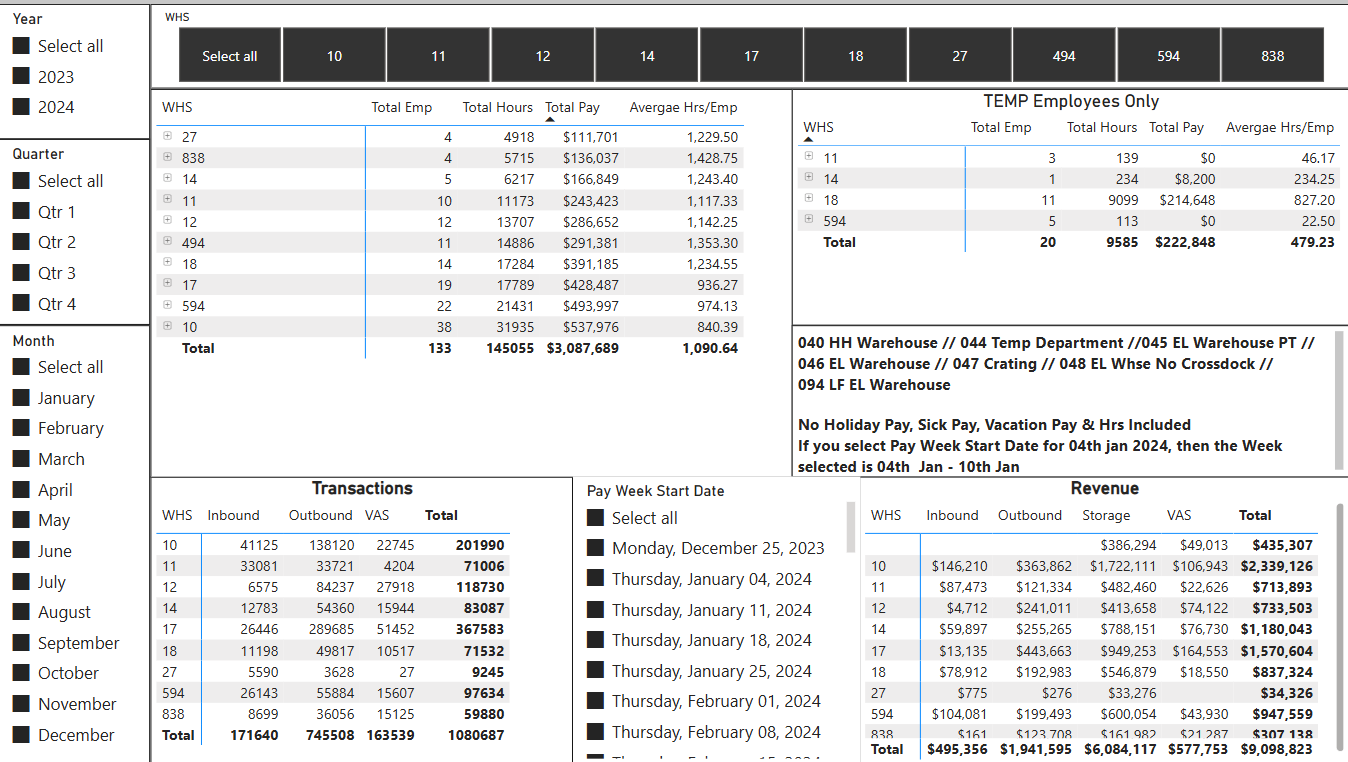 Year
Select all
2023
2024
Quarter
Select all
Qtr 1
Qtr 2
Qtr 3
Qtr 4
Month
Select all
January
February
March
April
May
June
July
August
September
October
November
December
WHS
Select all 10 11 12 14 17 18 27 494 594 838
WHS Total Emp Total Hours Total Pay Avergae Hrs/Emp
27 4 4918 $111,701 1,229.50
838 4 5715 $136,037 1,428.75
14 5 6217 $166,849 1,243.40
11 10 11173 $243,423 1,117.33
12 12 13707 $286,652 1,142.25
494 11 14886 $291,381 1,353.30
18 14 17284 $391,185 1,234.55
17 19 17789 $428,487 936.27
594 22 21431 $493,997 974.13
10 38 31935 $537,976 840.39
Total 133 145055 $3,087,689 1,090.64
TEMP Employees Only
WHS Total Emp Total Hours Total Pay Avergae Hrs/Emp
11 3 139 $0 46.17
14 1 234 $8,200 234.25
18 11 9099 $214,648 827.20
594 5 113 $0 22.50
Total 20 9585 $222,848 479.23
040 HH Warehouse // 044 Temp Department //045 EL Warehouse PT //
046 EL Warehouse // 047 Crating // 048 EL Whse No Crossdock //
094 LF EL Warehouse
No Holiday Pay, Sick Pay, Vacation Pay & Hrs Included
If you select Pay Week Start Date for 04th jan 2024, then the Week
selected is 04th Jan - 10th Jan
Transactions
WHS Inbound Outbound VAS Total
10 41125 138120 22745 201990
11 33081 33721 4204 71006
12 6575 84237 27918 118730
14 12783 54360 15944 83087
17 26446 289685 51452 367583
18 11198 49817 10517 71532
27 5590 3628 27 9245
594 26143 55884 15607 97634
838 8699 36056 15125 59880
Total 171640 745508 163539 1080687
Pay Week Start Date
Select all
Monday, December 25, 2023
Thursday, January 04, 2024
Thursday, January 11, 2024
Thursday, January 18, 2024
Thursday, January 25, 2024
Thursday, February 01, 2024
Thursday, February 08, 2024
Revenue
WHS Inbound Outbound Storage VAS Total
$386,294 $49,013 $435,307
10 $146,210 $363,862 $1,722,111 $106,943 $2,339,126
11 $87,473 $121,334 $482,460 $22,626 $713,893
12 $4,712 $241,011 $413,658 $74,122 $733,503
14 $59,897 $255,265 $788,151 $76,730 $1,180,043
17 $13,135 $443,663 $949,253 $164,553 $1,570,604
18 $78,912 $192,983 $546,879 $18,550 $837,324
27 $775 $276 $33,276 $34,326
594 $104,081 $199,493 $600,054 $43,930 $947,559
838 $161 $123,708 $161,982 $21,287 $307,138
Total $495,356 $1,941,595 $6,084,117 $577,753 $9,098,823